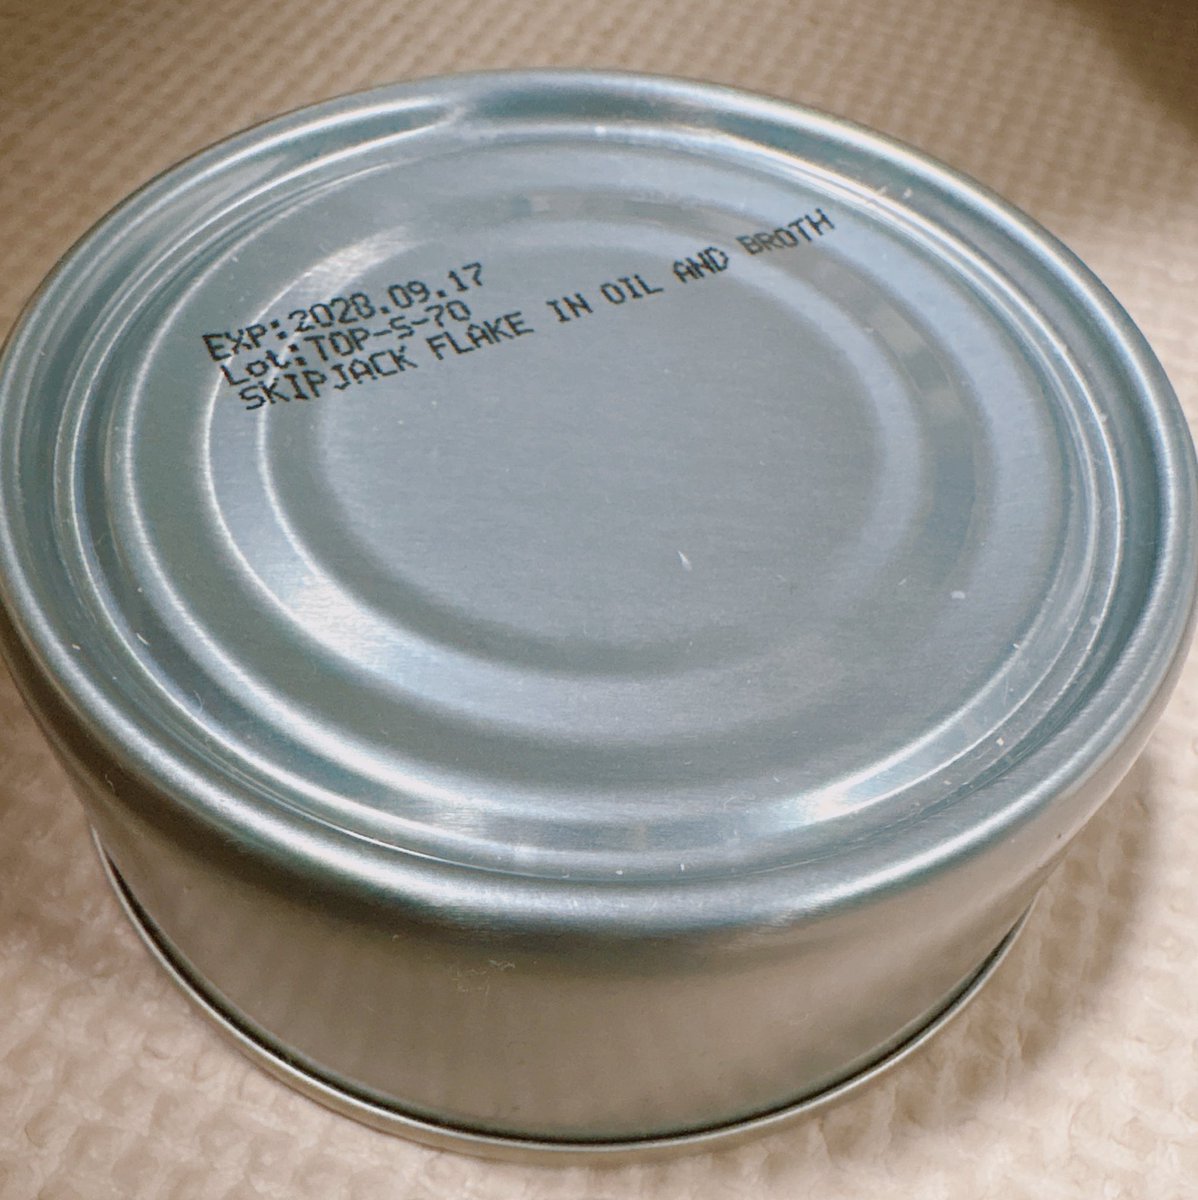 EXP:2028.09.17
Lot:TOP-S-70
SKIPJACK FLAKE IN OIL AND BROTH